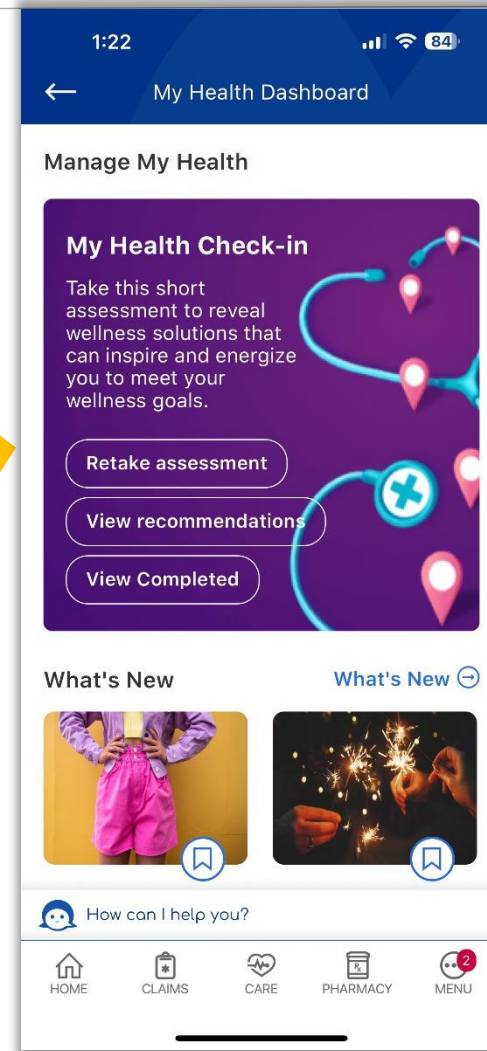 1:22
84
My Health Dashboard
Manage My Health
My Health Check-in
Take this short
assessment to reveal
wellness solutions that
can inspire and energize
you to meet your
wellness goals.
Retake assessment
View recommendations
View Completed
What's New
What's New
How can I help you?
HOME
CLAIMS
CARE
Rx
PHARMACY
2
MENU